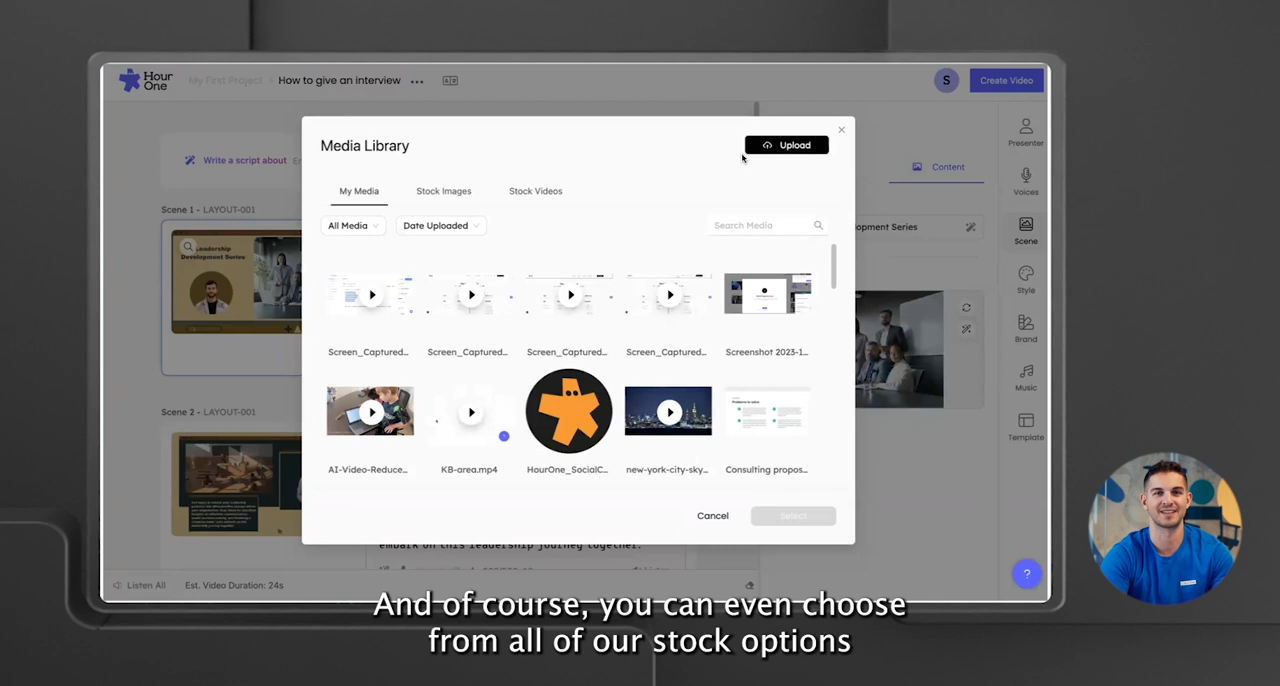 Hour
One
My First Project
How to give an interview
S
Create Video
Write a script about
Scene 1 - LAYOUT-001
Leadership
Development Series
Scene 2 - LAYOUT-001
Media Library
Upload
My Media
Stock Images
Stock Videos
All Media
Date Uploaded
Search Media
Screen_Captured...
Screen_Captured...
Screen_Captured...
Screen_Captured...
Screenshot 2023-1...
AI-Video-Reduce...
KB-area.mp4
HourOne_SocialC...
new-york-city-sky...
Consulting propos...
Cancel
Select
embark on this leadership journey together.
Content
opment Series
Presenter
Voices
Scene
Style
Brand
Music
Template
?
Listen All
Est. Video Duration: 24s
And of course, you can even choose
from all of our stock options